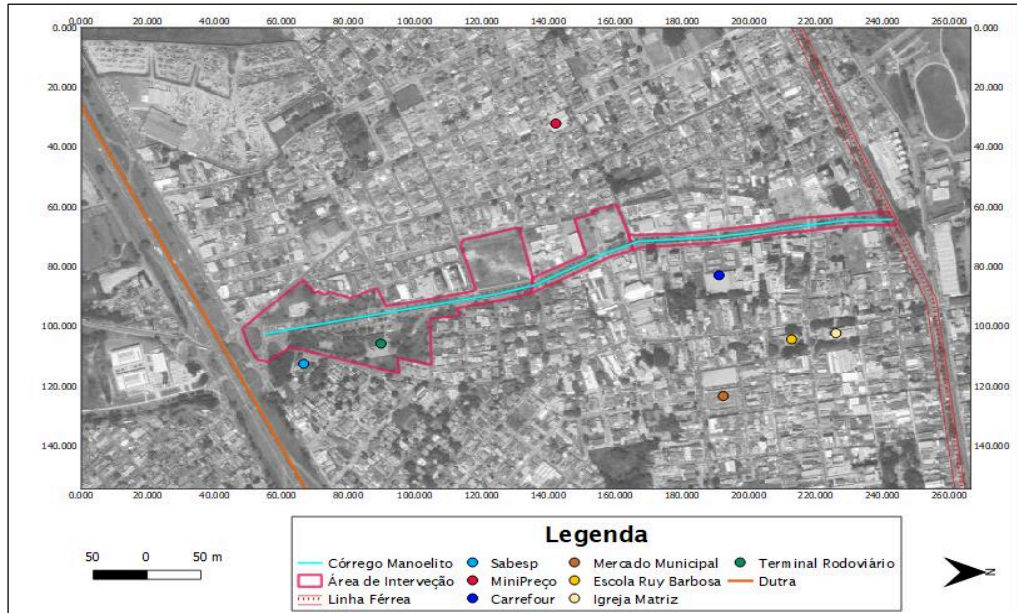 0.000 20.000 40.000 60.000 80.000 100.000 120.000 140.000 160.000 180.000 200.000 220.000 240.000 260.000
0.000 0.000
20.000 20.000
40.000 40.000
60.000 60.000
80.000 80.000
100.000 100.000
120.000 120.000
140.000 140.000
0.000 20.000 40.000 60.000 80.000 100.000 120.000 140.000 160.000 180.000 200.000 220.000 240.000 260.000
Legenda
50 0 50 m
Córrego Manoelito Sabesp Mercado Municipal Terminal Rodoviário
Área de Interveção MiniPreço Escola Ruy Barbosa Dutra
Linha Férrea Carrefour Igreja Matriz
N